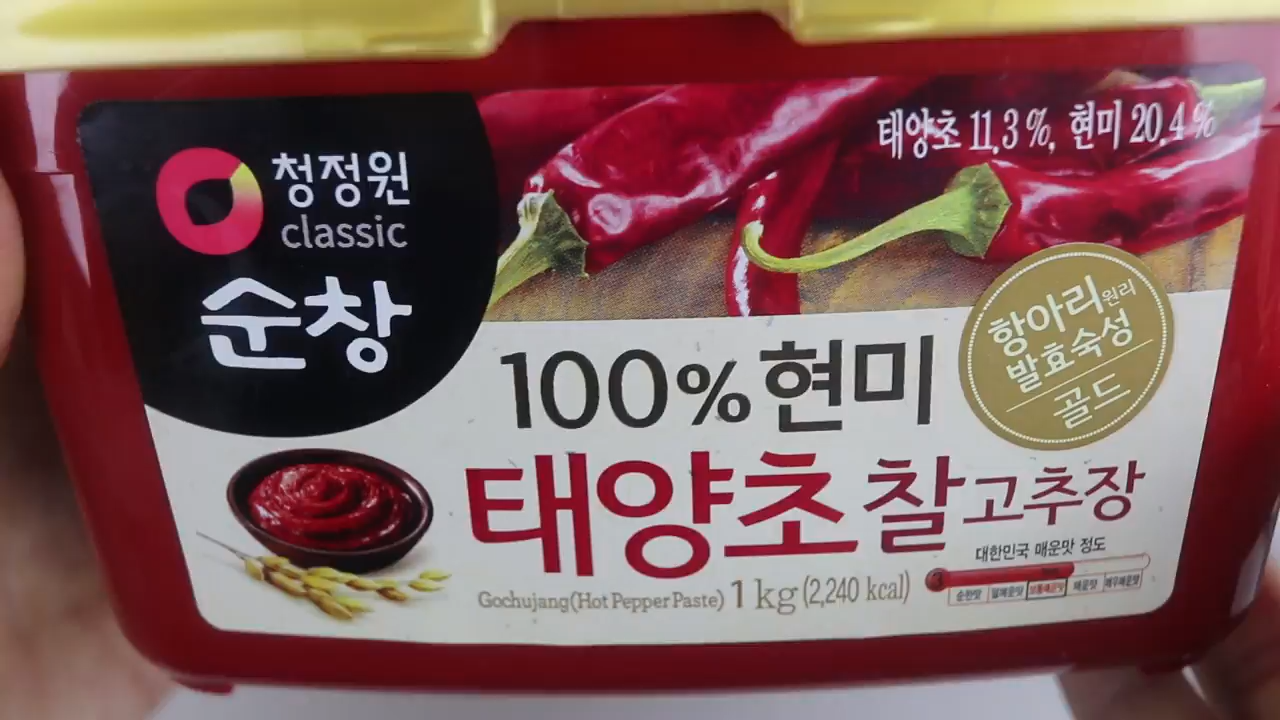 태양초 11.3%, 현미 20.4%
청정원
classic
순창
항아리원리
발효숙성
골드
100% 현미
태양초찰고추장
대한민국 매운맛 정도
순한맛 덜매운맛 보통매운맛 매운맛 매우매운맛
Gochujang(Hot Pepper Paste) 1 kg (2,240 kcal)